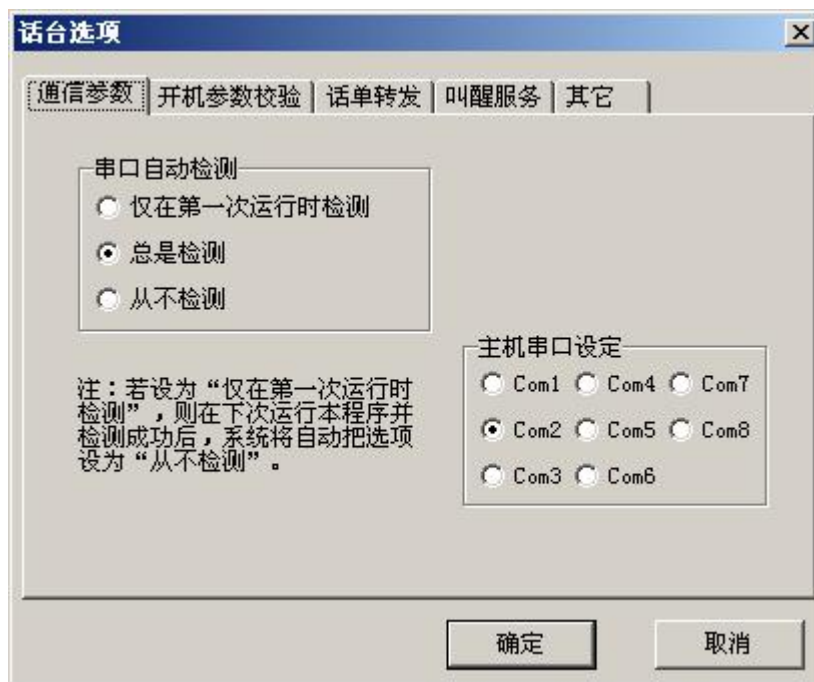 话台选项
通信参数 开机参数校验 话单转发 叫醒服务 其它
串口自动检测
仅在第一次运行时检测
总是检测
从不检测
注：若设为“仅在第一次运行时
检测”，则在下次运行本程序并
检测成功后，系统将自动把选项
设为“从不检测”。
主机串口设定
Com1 Com4 Com7
Com2 Com5 Com8
Com3 Com6
确定 取消